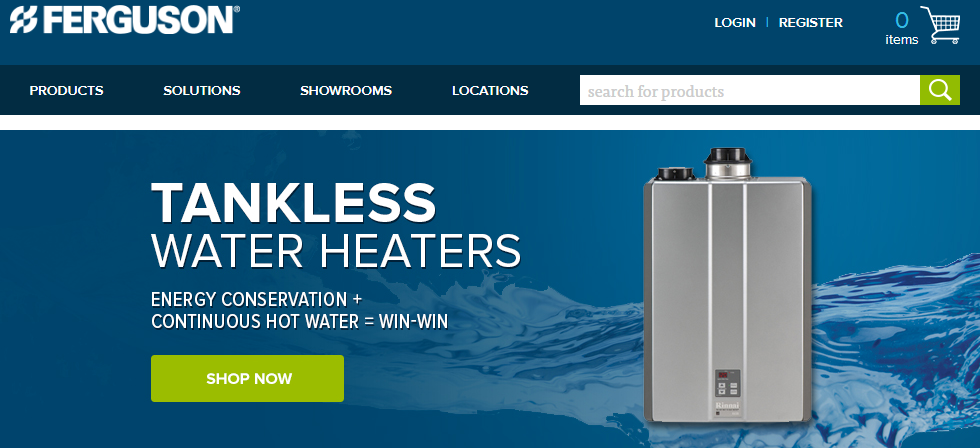 FERGUSON®
LOGIN | REGISTER
0
items
PRODUCTS SOLUTIONS SHOWROOMS LOCATIONS search for products
TANKLESS
WATER HEATERS
ENERGY CONSERVATION +
CONTINUOUS HOT WATER = WIN-WIN
SHOP NOW
Rinnai